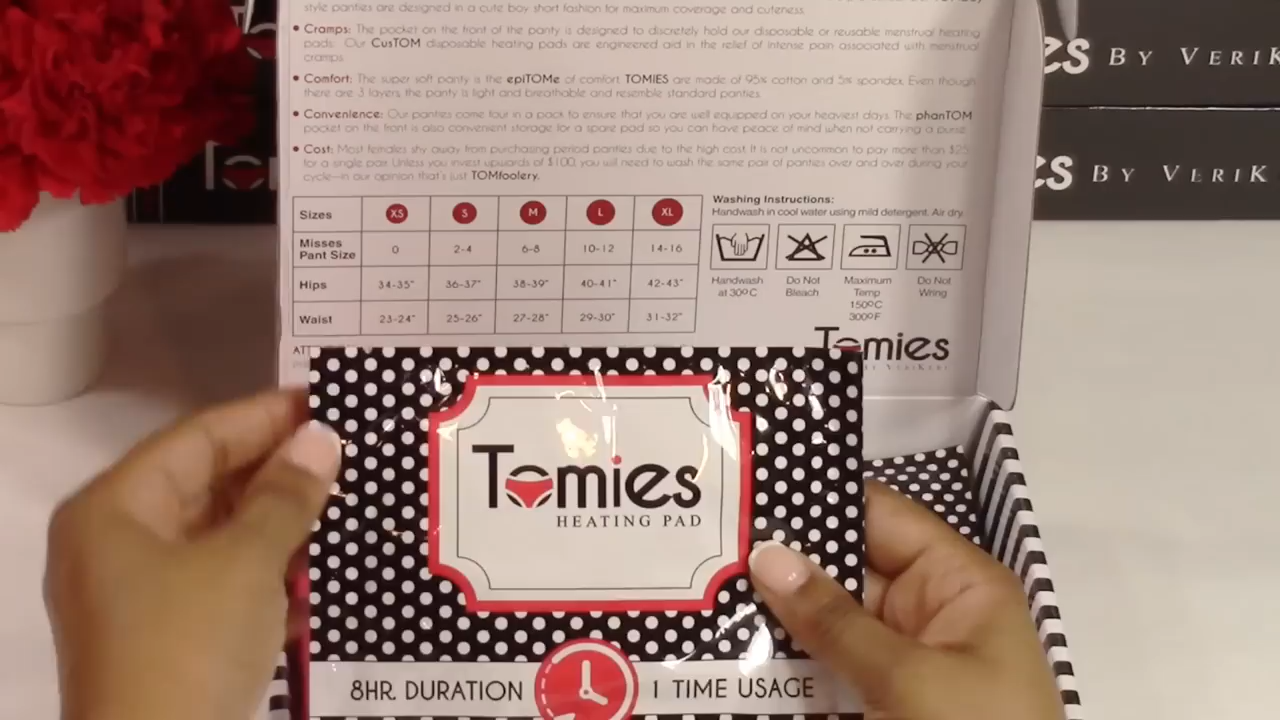 style panties are designed in a cute boy short fashion for maximum coverage and cuteness.
• Cramps: The pocket on the front of the panty is designed to discretely hold our disposable or reusable menstrual heating
pads. Our CusTOM disposable heating pads are engineered aid in the relief of intense pain associated with menstrual
cramps.
• Comfort: The super soft panty is the epiTOMe of comfort. TOMIES are made of 95% cotton and 5% spandex. Even though
there are 3 layers, the panty is light and breathable and resemble standard panties.
• Convenience: Our panties come four in a pack to ensure that you are well equipped on your heaviest days. The phanTOM
pocket on the front is also convenient storage for a spare pad so you can have peace of mind when not carrying a purse.
• Cost: Most females shy away from purchasing period panties due to the high cost. It is not uncommon to pay more than $25
for a single pair. Unless you invest upwards of $100, you will need to wash the same pair of panties over and over during your
cycle—in our opinion that's just TOMfoolery.
Sizes XS S M L XL
Misses Pant Size 0 2-4 6-8 10-12 14-16
Hips 34-35" 36-37" 38-39" 40-41" 42-43"
Waist 23-24" 25-26" 27-28" 29-30" 31-32"
Washing Instructions:
Handwash in cool water using mild detergent. Air dry.
Handwash at 30ºC
Do Not Bleach
Maximum Temp 150ºC 300ºF
Do Not Wring
Tomies
BY VERIK
es BY VERIK
es BY VERIK
Tomies
HEATING PAD
8HR. DURATION 1 TIME USAGE